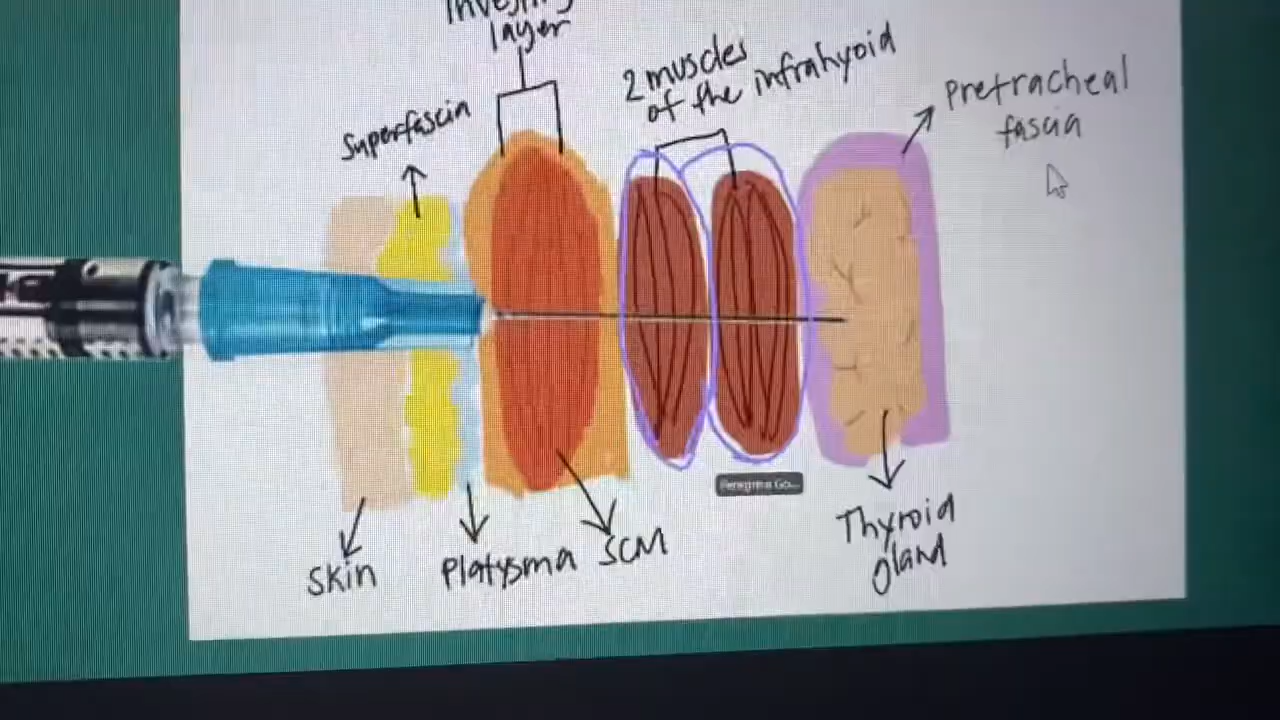 layer
Superfascia
2 muscles
of the infrahyoid
Pretracheal
fascia
Skin
Platysma
SCM
Thyroid
gland